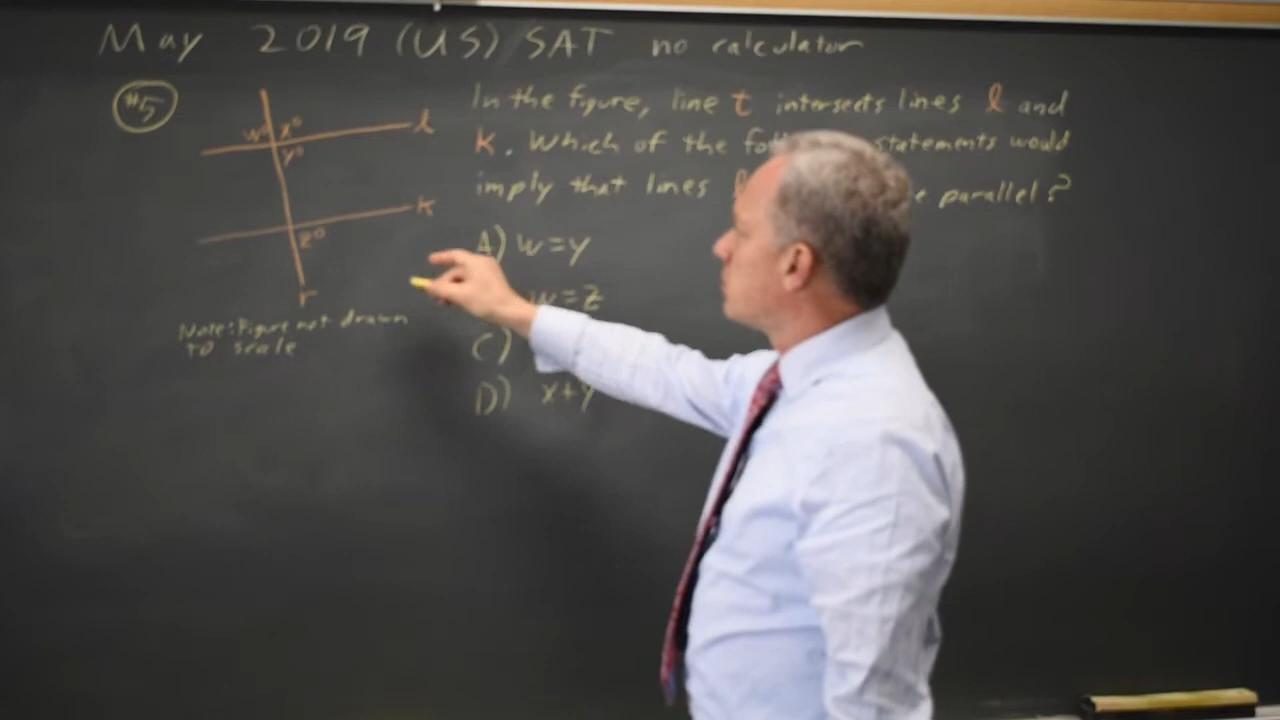 May 2019 (US) SAT no calculator
#5
w° x° l
y°
k
z°
r
Note: Figure not drawn
to scale
In the figure, line t intersects lines l and
k. Which of the statements would
imply that lines parallel?
A) w=y
w=z
C)
D) x+y